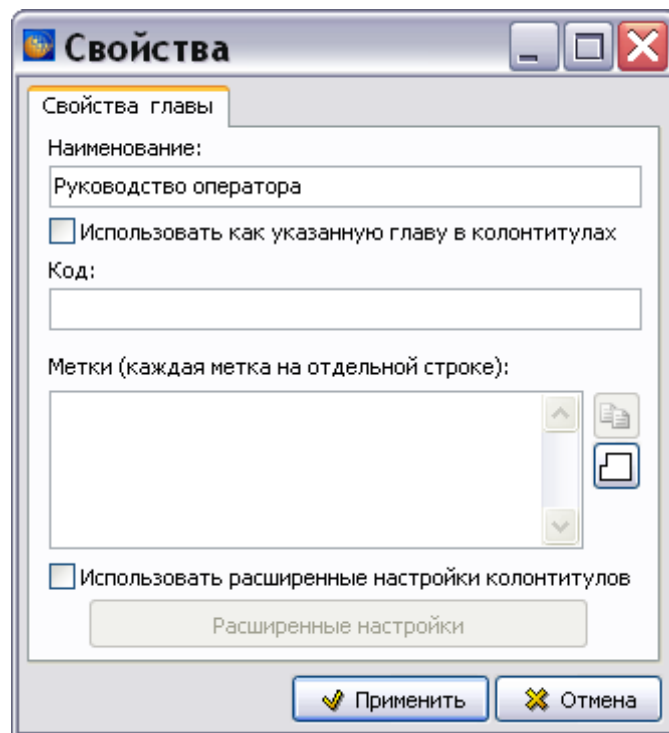 Свойства
Свойства главы
Наименование:
Руководство оператора
Использовать как указанную главу в колонтитулах
Код:
Метки (каждая метка на отдельной строке):
Использовать расширенные настройки колонтитулов
Расширенные настройки
Применить
Отмена